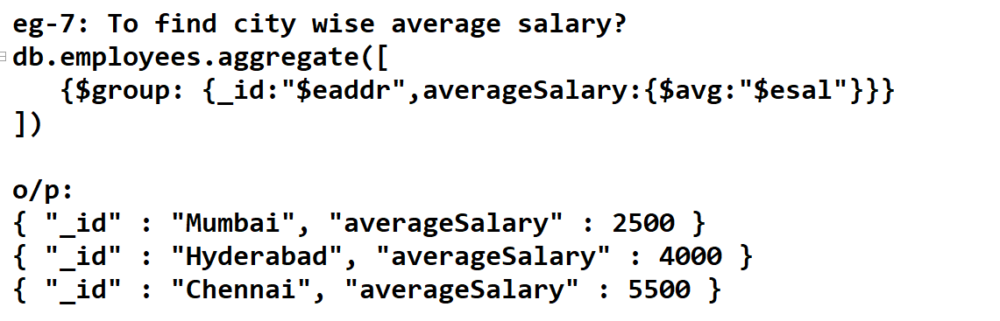 eg-7: To find city wise average salary?
db.employees.aggregate([
   {$group: {_id:"$eaddr",averageSalary:{$avg:"$esal"}}}
])

o/p:
{ "_id" : "Mumbai", "averageSalary" : 2500 }
{ "_id" : "Hyderabad", "averageSalary" : 4000 }
{ "_id" : "Chennai", "averageSalary" : 5500 }